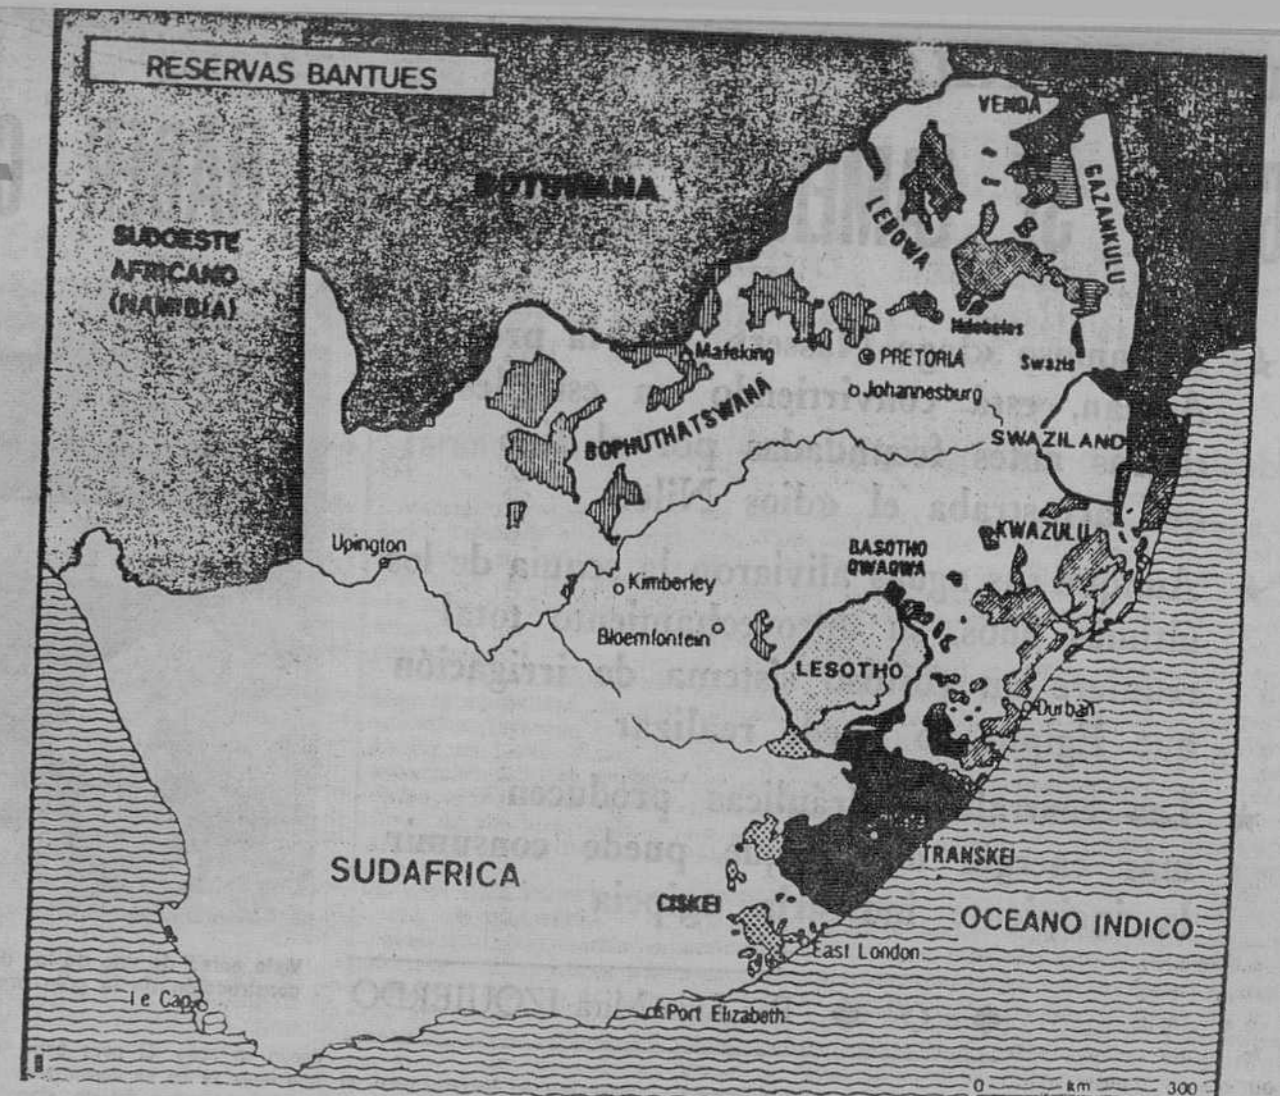 RESERVAS BANTUES
VENDA
BOTSWANA
GAZANKULU
LEBOWA
SUDOESTE
AFRICANO
(NAMIBIA)
Ndebeles
Mafeking
PRETORIA
Swazis
Johannesburg
BOPHUTHATSWANA
SWAZILAND
KWAZULU
Upington
BASOTHO
QWAQWA
Kimberley
Bloemfontein
LESOTHO
Durban
TRANSKEI
SUDAFRICA
CISKEI
OCEANO INDICO
East London
Le Cap
Port Elizabeth
0 km 300